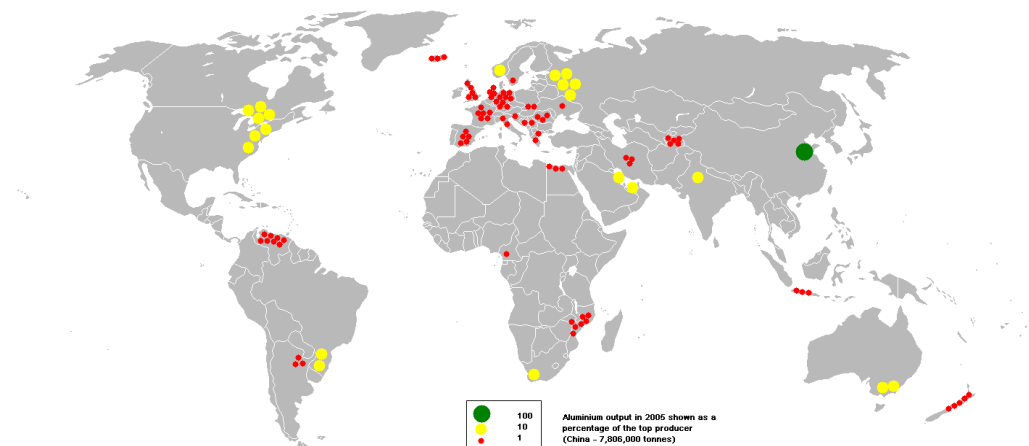 100
10
1
Aluminium output in 2005 shown as a
percentage of the top producer
(China - 7,806,000 tonnes)